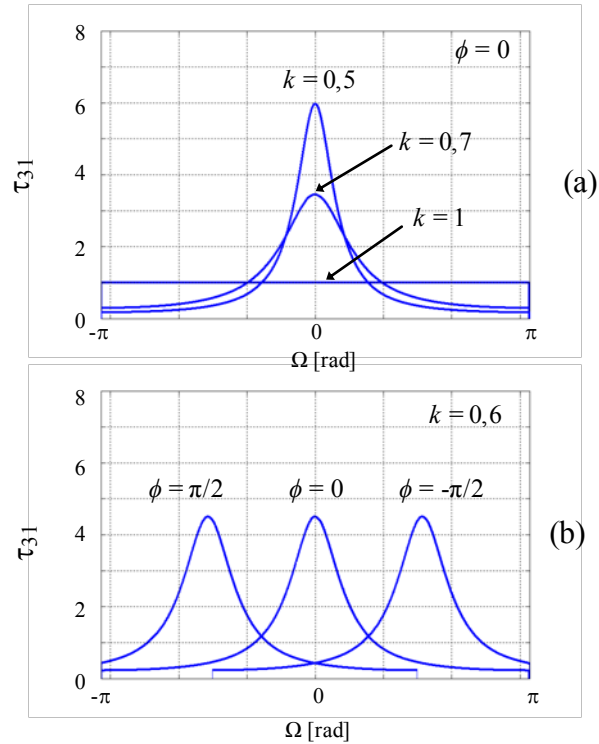 8
ϕ = 0
k = 0,5
6
k = 0,7
τ31
4
(a)
k = 1
2
0
-π
0
π
Ω [rad]
8
k = 0,6
6
ϕ = π/2
ϕ = 0
ϕ = -π/2
τ31
4
(b)
2
0
-π
0
π
Ω [rad]